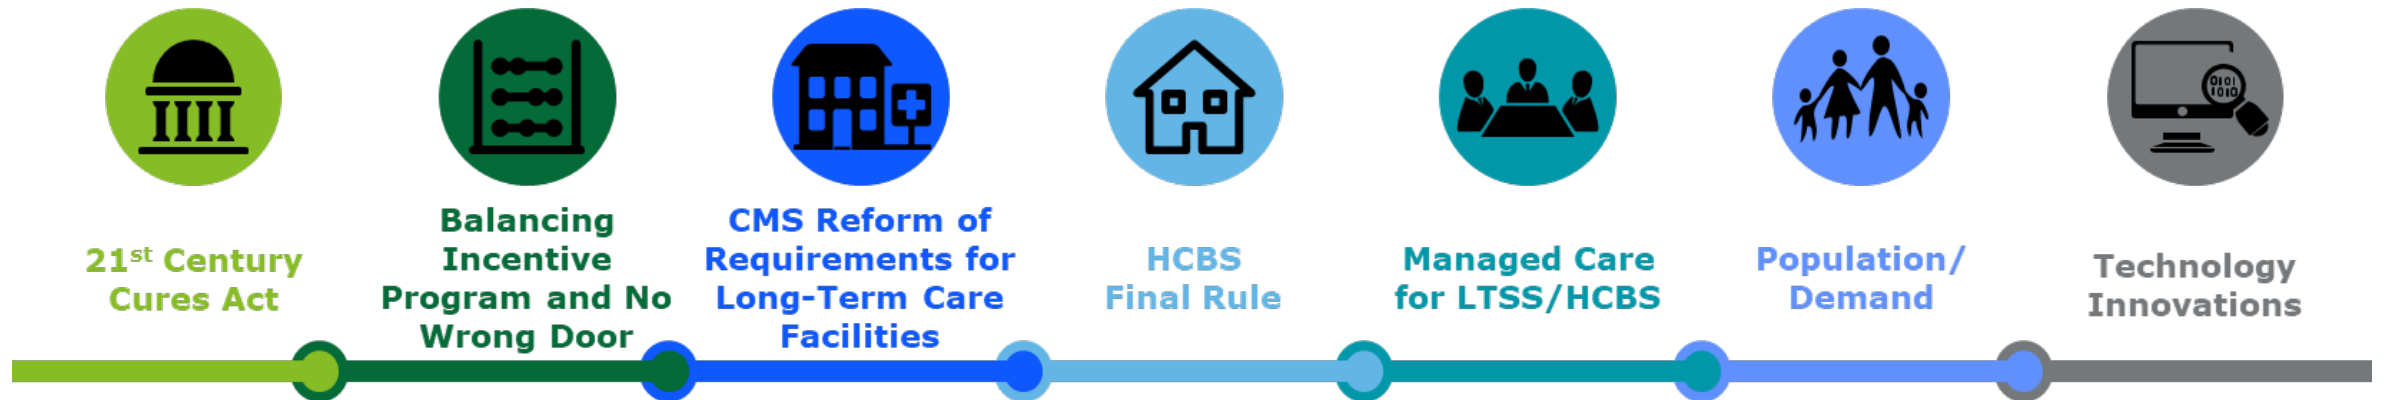 21st Century
Cures Act
Balancing
Incentive
Program and No
Wrong Door
CMS Reform of
Requirements for
Long-Term Care
Facilities
HCBS
Final Rule
Managed Care
for LTSS/HCBS
Population/
Demand
0101
1010
Technology
Innovations